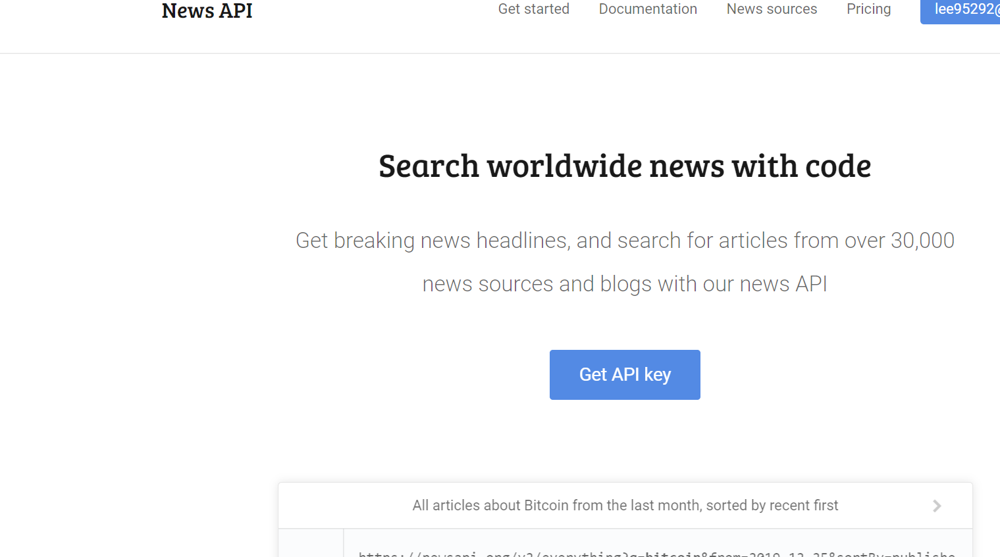 News API
Get started
Documentation
News sources
Pricing
lee95292@
Search worldwide news with code
Get breaking news headlines, and search for articles from over 30,000
news sources and blogs with our news API
Get API key
All articles about Bitcoin from the last month, sorted by recent first
https://newsapi.org/v2/everything?q=bitcoin&from=2019-12-25&sortBy=publishe